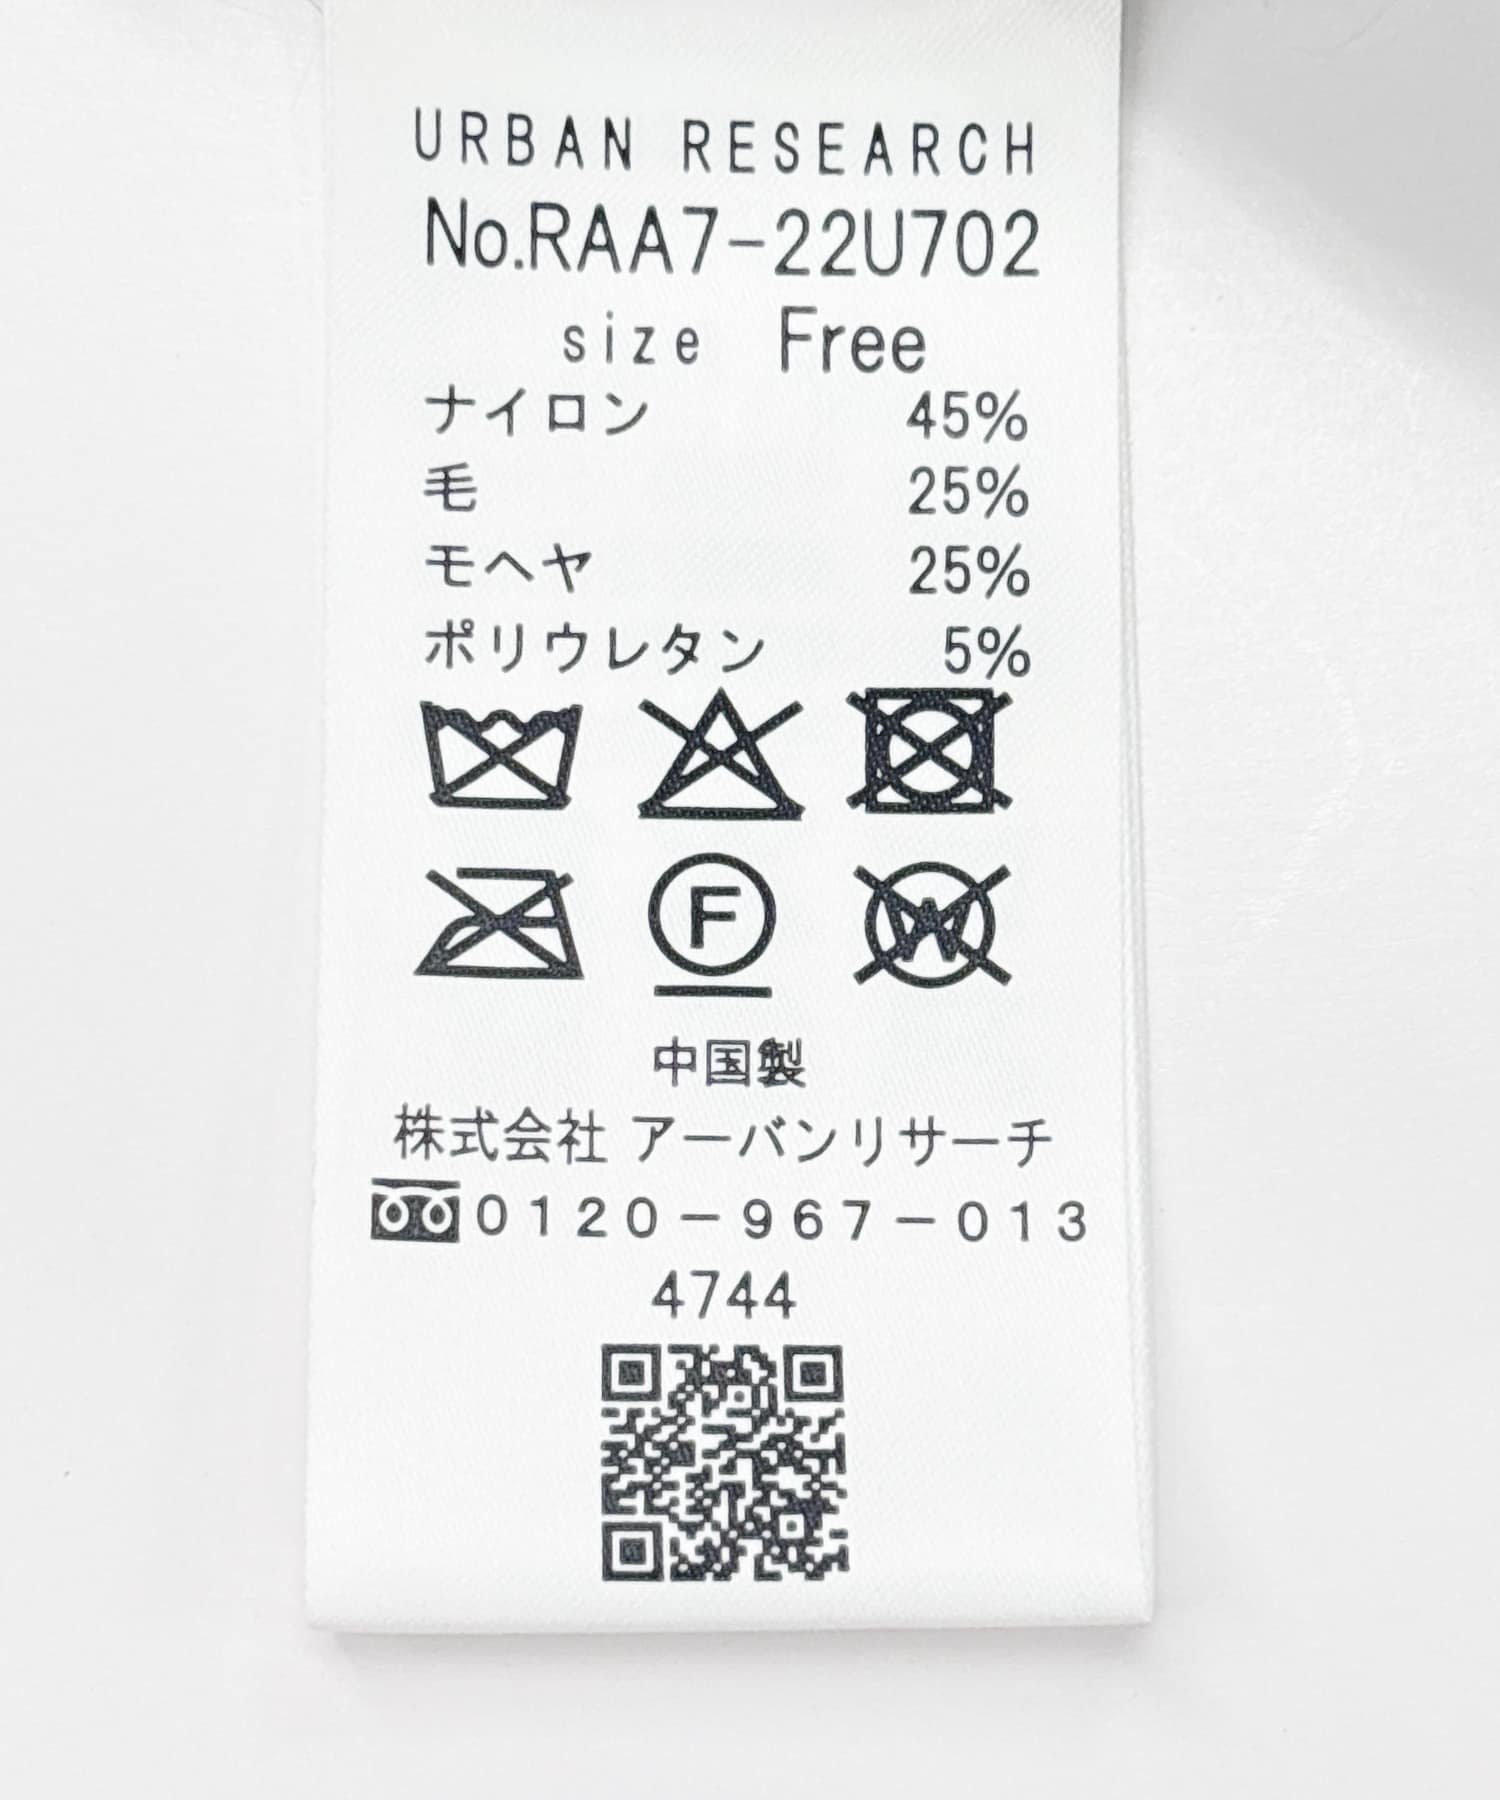 URBAN RESEARCH
No.RAA7-22U702
size Free
ナイロン 45%
毛 25%
モヘヤ 25%
ポリウレタン 5%
F W
中国製
株式会社 アーバンリサーチ
0120-967-013
4744